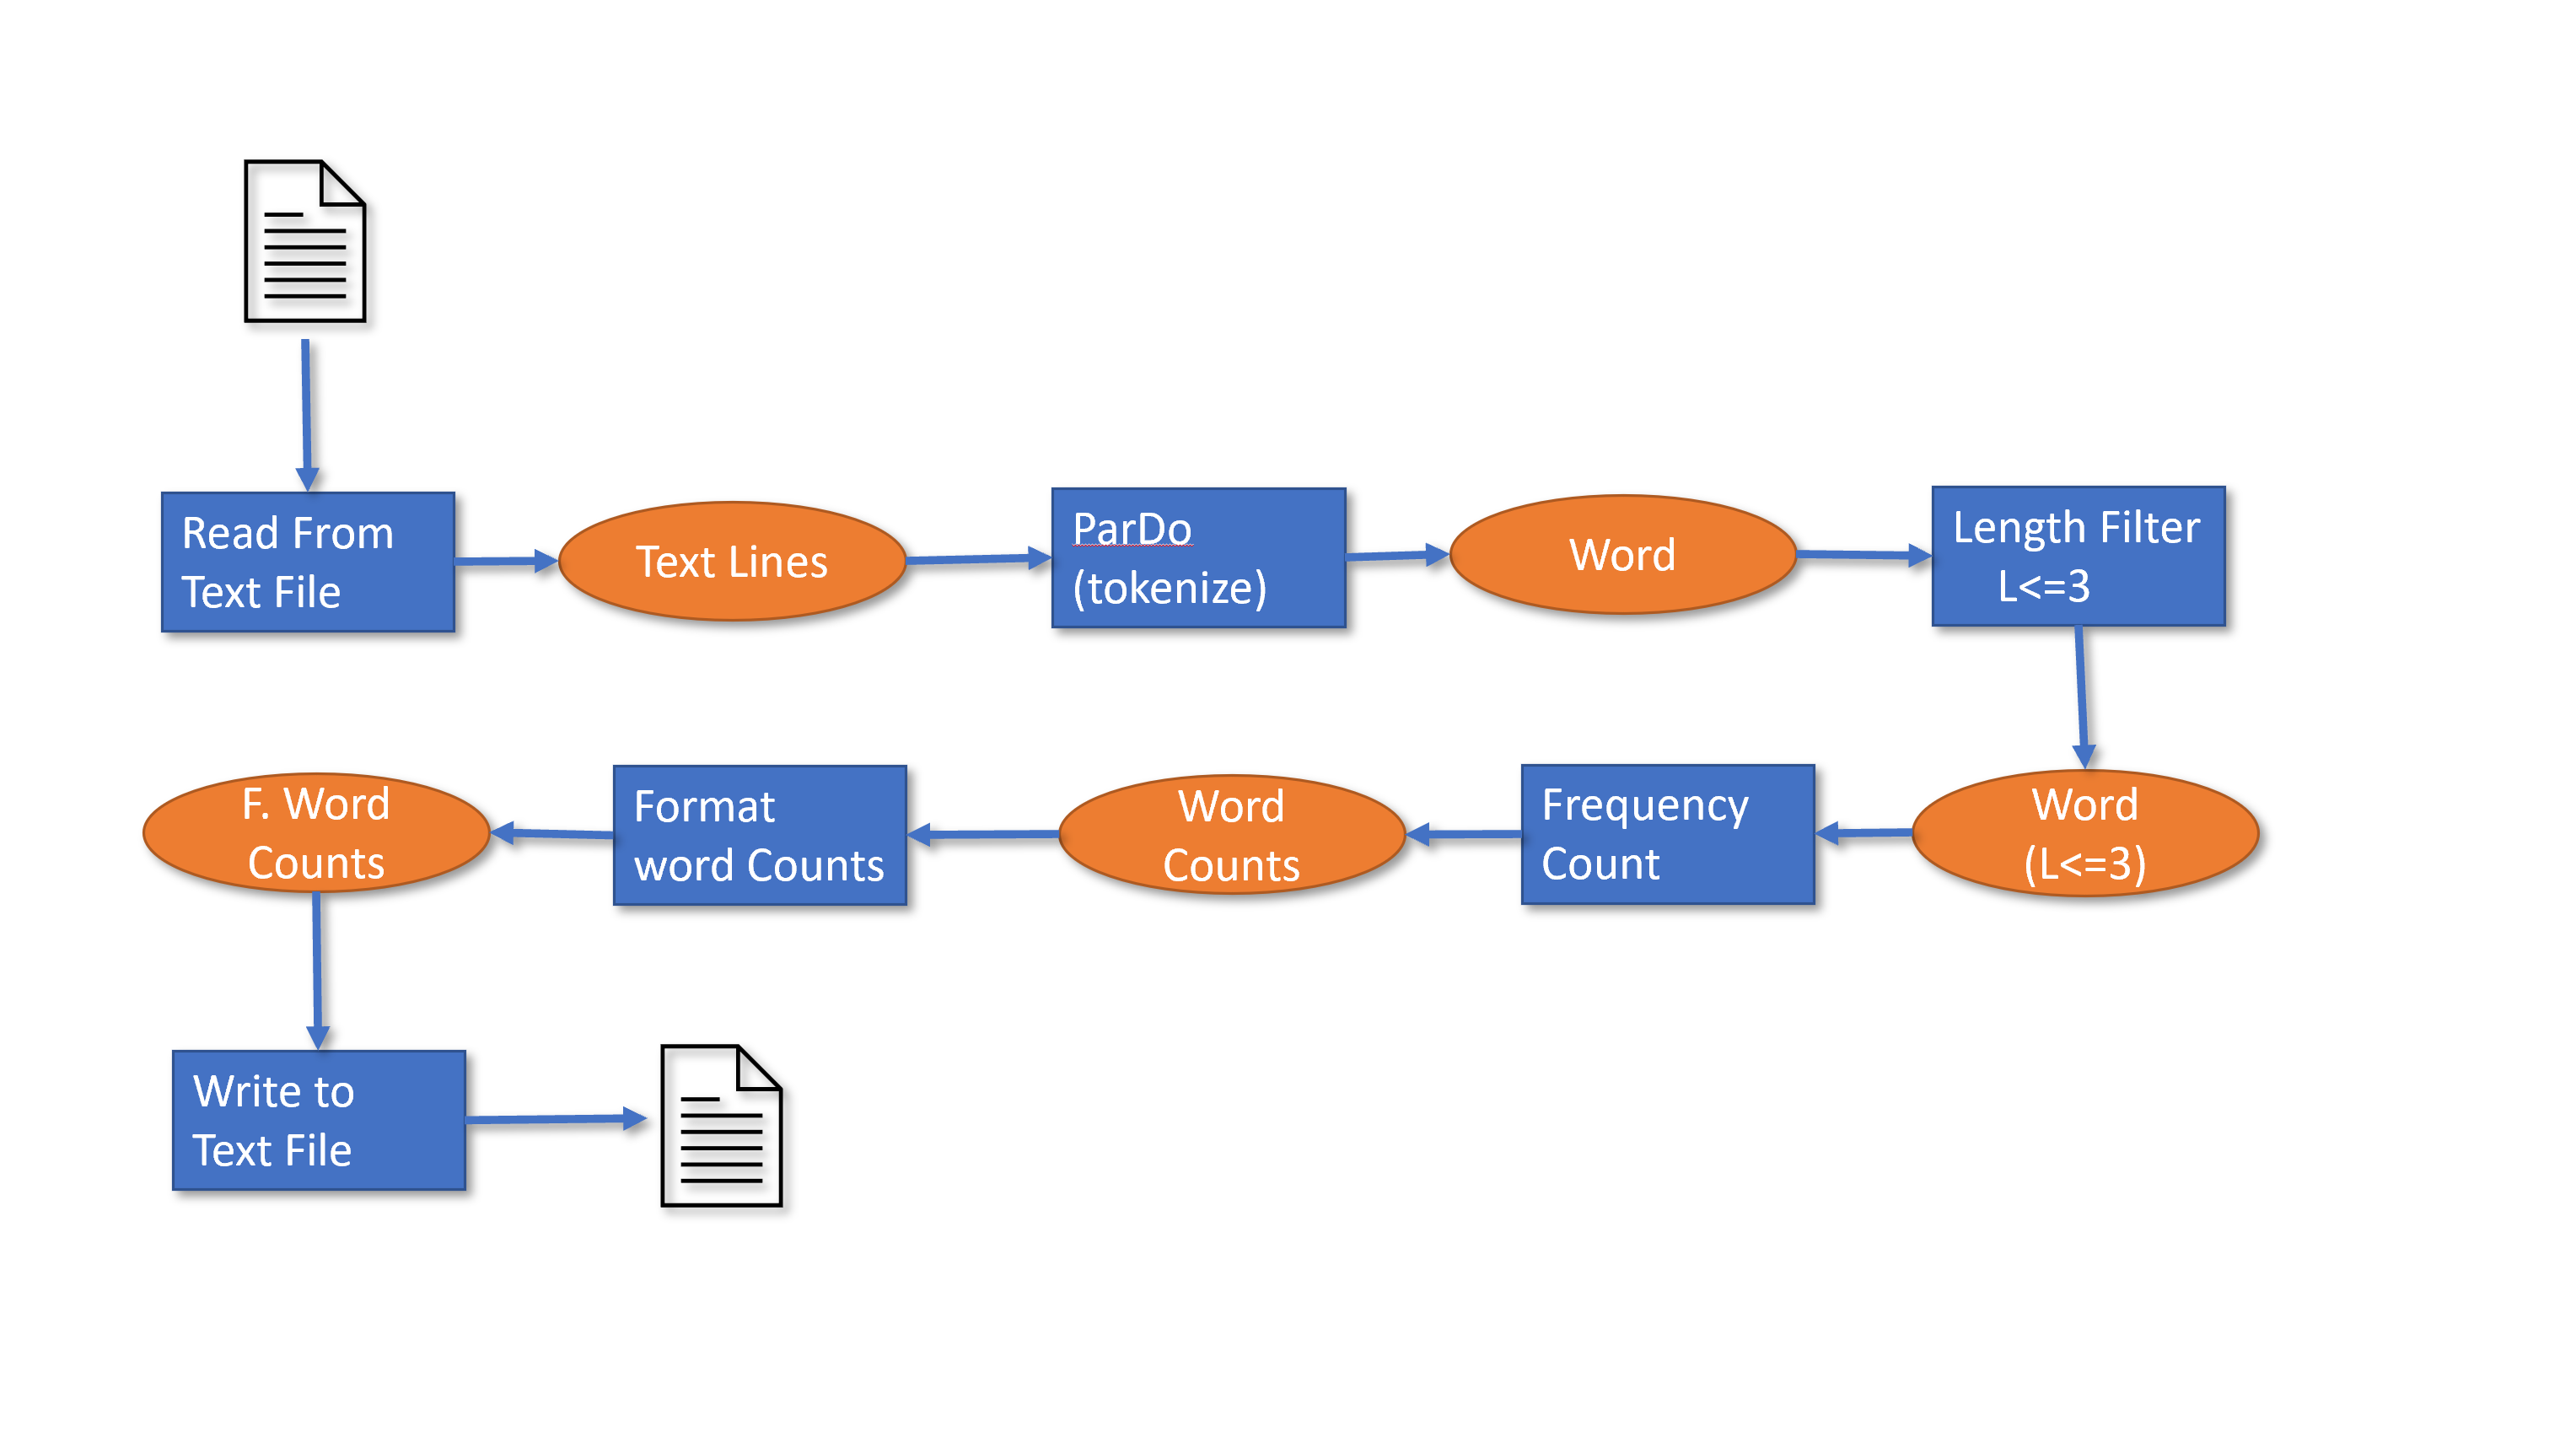 Read From
Text File
Text Lines
ParDo
(tokenize)
Word
Length Filter
L<=3
Word
(L<=3)
Frequency
Count
Word
Counts
Format
word Counts
F. Word
Counts
Write to
Text File